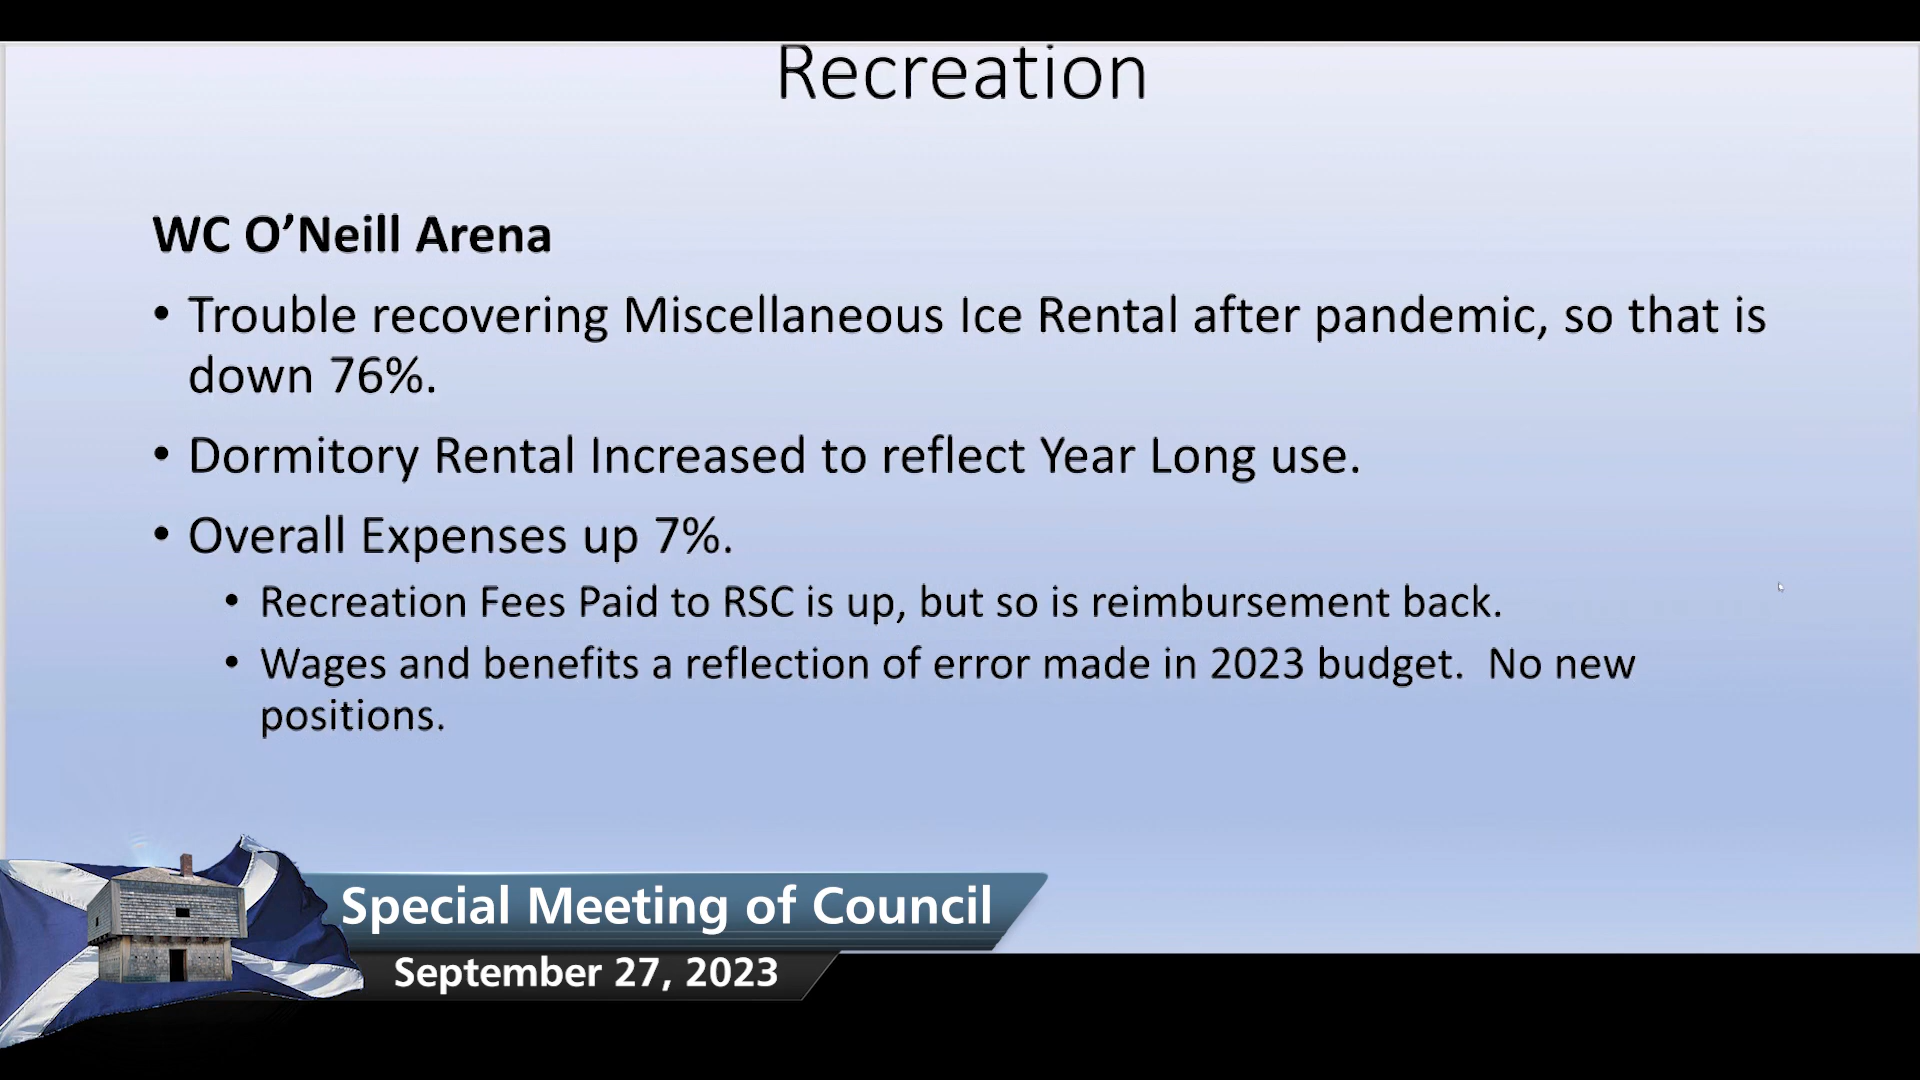 Recreation
WC O’Neill Arena
• Trouble recovering Miscellaneous Ice Rental after pandemic, so that is
down 76%.
• Dormitory Rental Increased to reflect Year Long use.
• Overall Expenses up 7%.
• Recreation Fees Paid to RSC is up, but so is reimbursement back.
• Wages and benefits a reflection of error made in 2023 budget.  No new
positions.
Special Meeting of Council
September 27, 2023